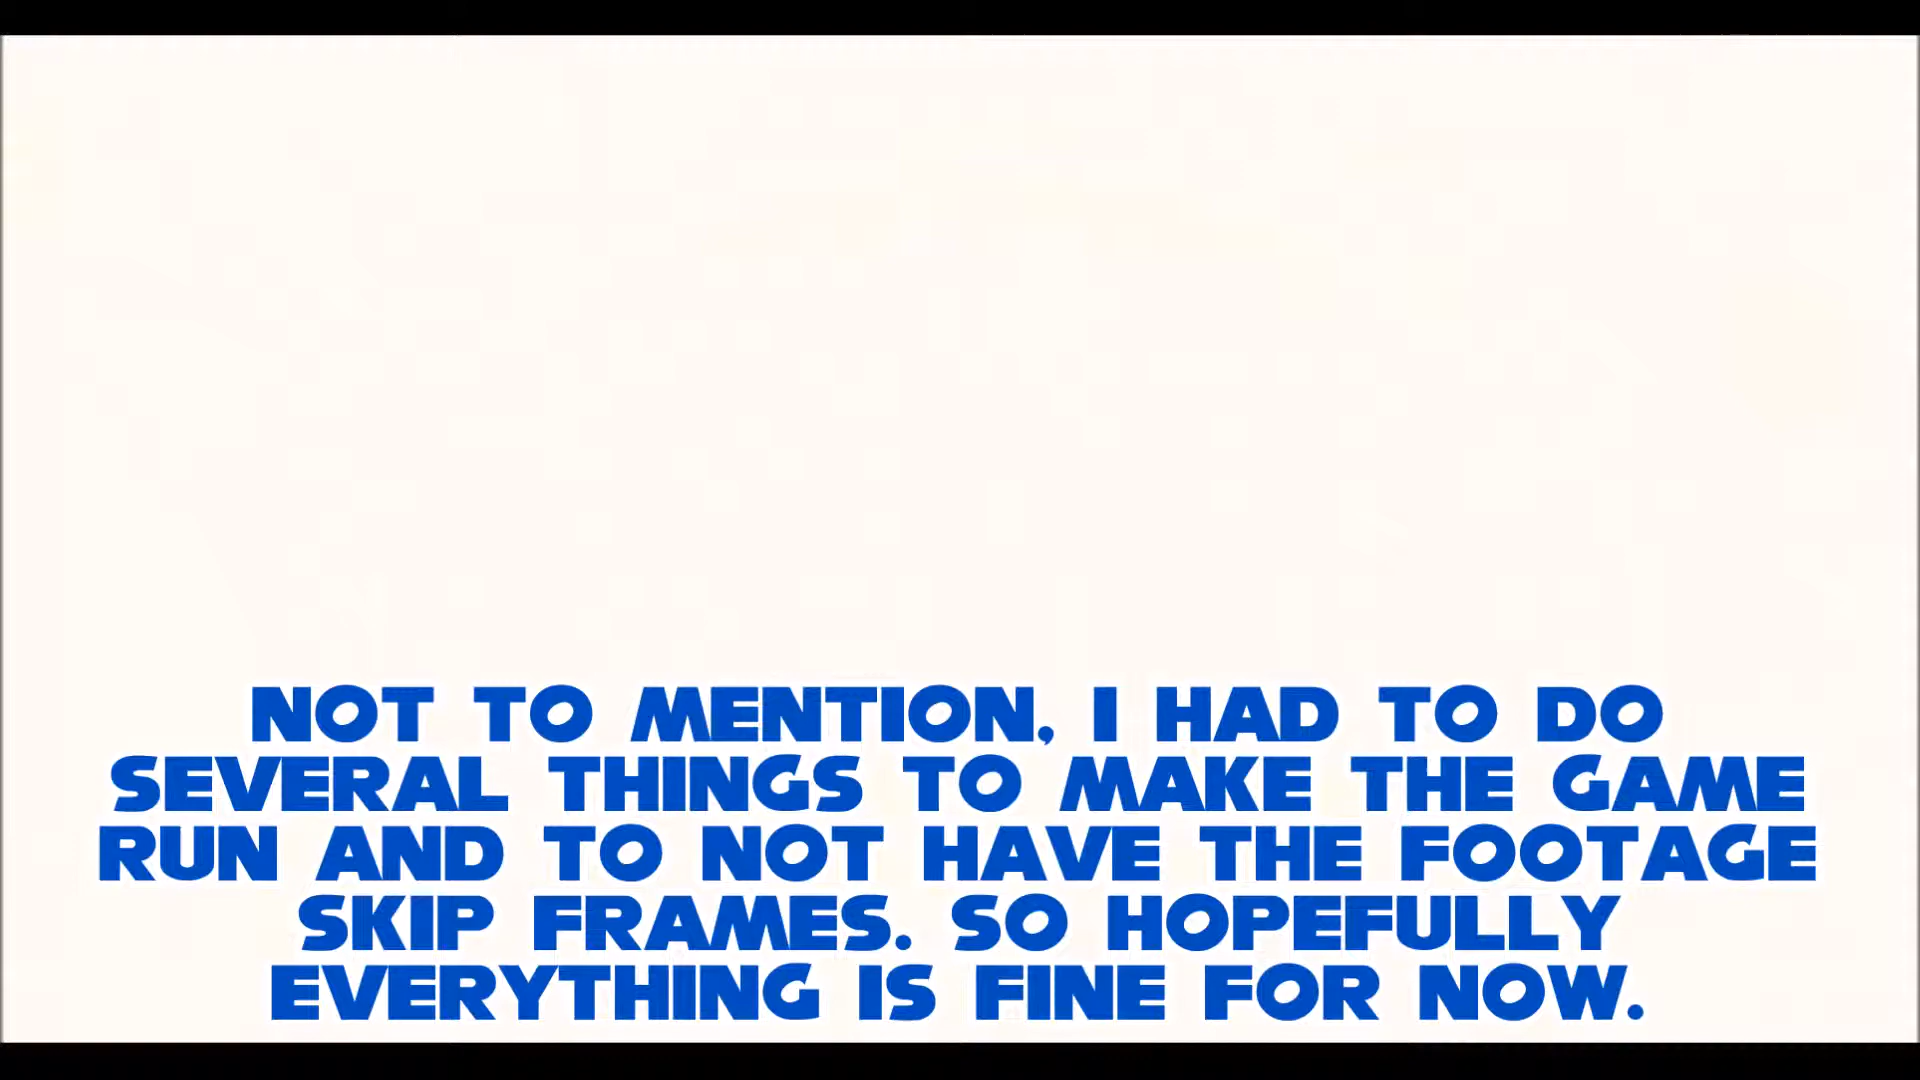 NOT TO MENTION, I HAD TO DO
SEVERAL THINGS TO MAKE THE GAME
RUN AND TO NOT HAVE THE FOOTAGE
SKIP FRAMES. SO HOPEFULLY
EVERYTHING IS FINE FOR NOW.